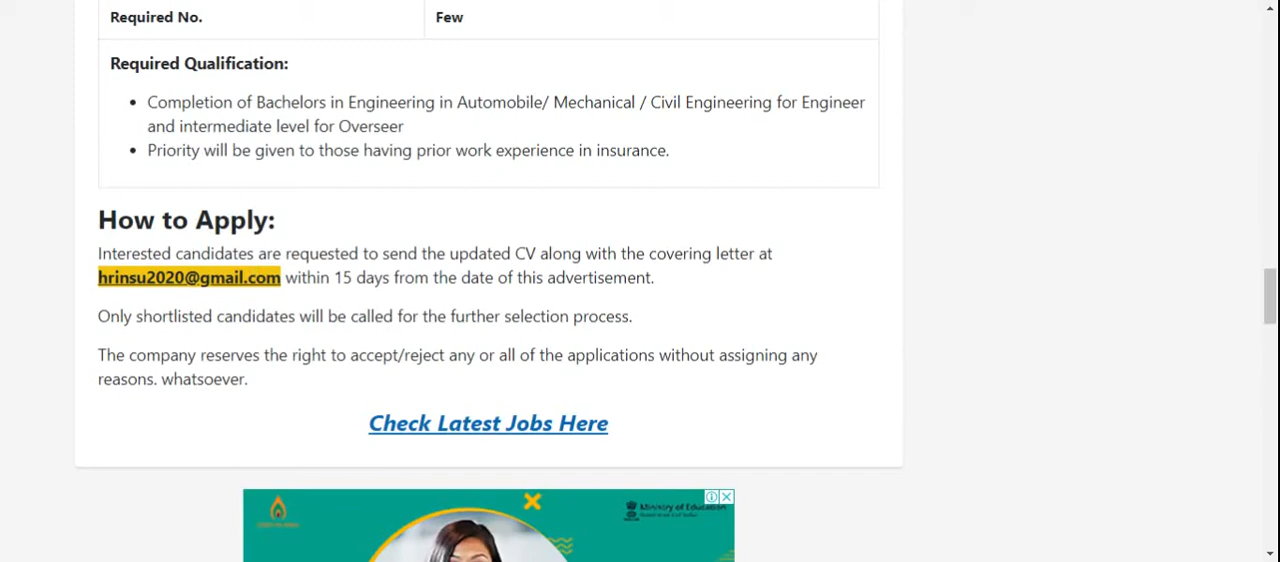 Required No. Few
Required Qualification:
• Completion of Bachelors in Engineering in Automobile/ Mechanical / Civil Engineering for Engineer
and intermediate level for Overseer
• Priority will be given to those having prior work experience in insurance.
How to Apply:
Interested candidates are requested to send the updated CV along with the covering letter at
hrinsu2020@gmail.com within 15 days from the date of this advertisement.
Only shortlisted candidates will be called for the further selection process.
The company reserves the right to accept/reject any or all of the applications without assigning any
reasons. whatsoever.
Check Latest Jobs Here
Ministry of Education